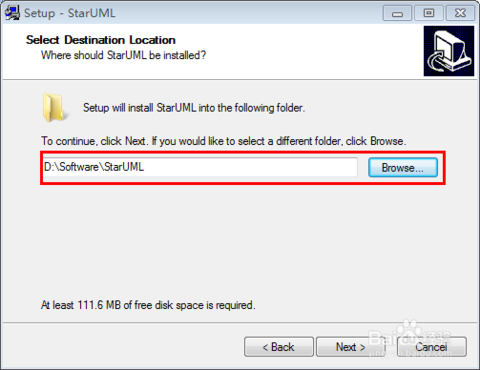 Setup - StarUML
Select Destination Location
Where should StarUML be installed?
Setup will install StarUML into the following folder.
To continue, click Next. If you would like to select a different folder, click Browse.
D:\Software\StarUML
Browse...
At least 111.6 MB of free disk space is required.
< Back
Next >
Cancel